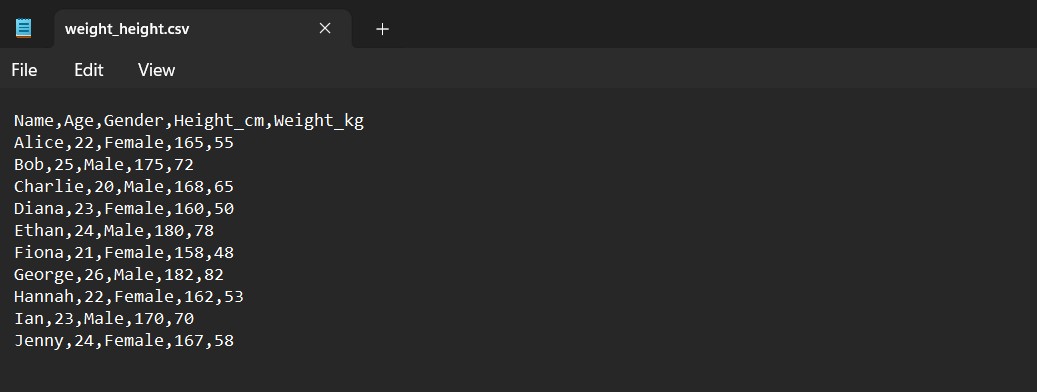 weight_height.csv
File Edit View
Name,Age,Gender,Height_cm,Weight_kg
Alice,22,Female,165,55
Bob,25,Male,175,72
Charlie,20,Male,168,65
Diana,23,Female,160,50
Ethan,24,Male,180,78
Fiona,21,Female,158,48
George,26,Male,182,82
Hannah,22,Female,162,53
Ian,23,Male,170,70
Jenny,24,Female,167,58